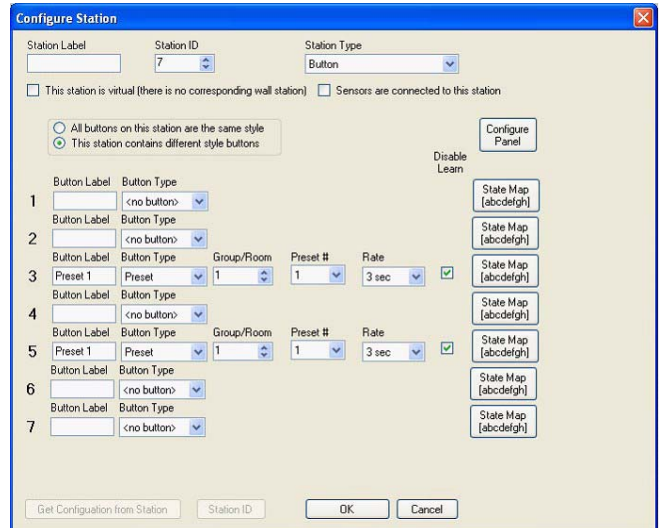 Configure Station
Station Label Station ID Station Type
7 Button
This station is virtual (there is no corresponding wall station) Sensors are connected to this station
All buttons on this station are the same style
This station contains different style buttons
Configure Panel
Disable Learn
Button Label Button Type
1 <no button> State Map [abcdefgh]
Button Label Button Type
2 <no button> State Map [abcdefgh]
Button Label Button Type Group/Room Preset # Rate
3 Preset 1 Preset 1 1 3 sec State Map [abcdefgh]
Button Label Button Type
4 <no button> State Map [abcdefgh]
Button Label Button Type Group/Room Preset # Rate
5 Preset 1 Preset 1 1 3 sec State Map [abcdefgh]
Button Label Button Type
6 <no button> State Map [abcdefgh]
Button Label Button Type
7 <no button> State Map [abcdefgh]
Get Configuation from Station Station ID OK Cancel